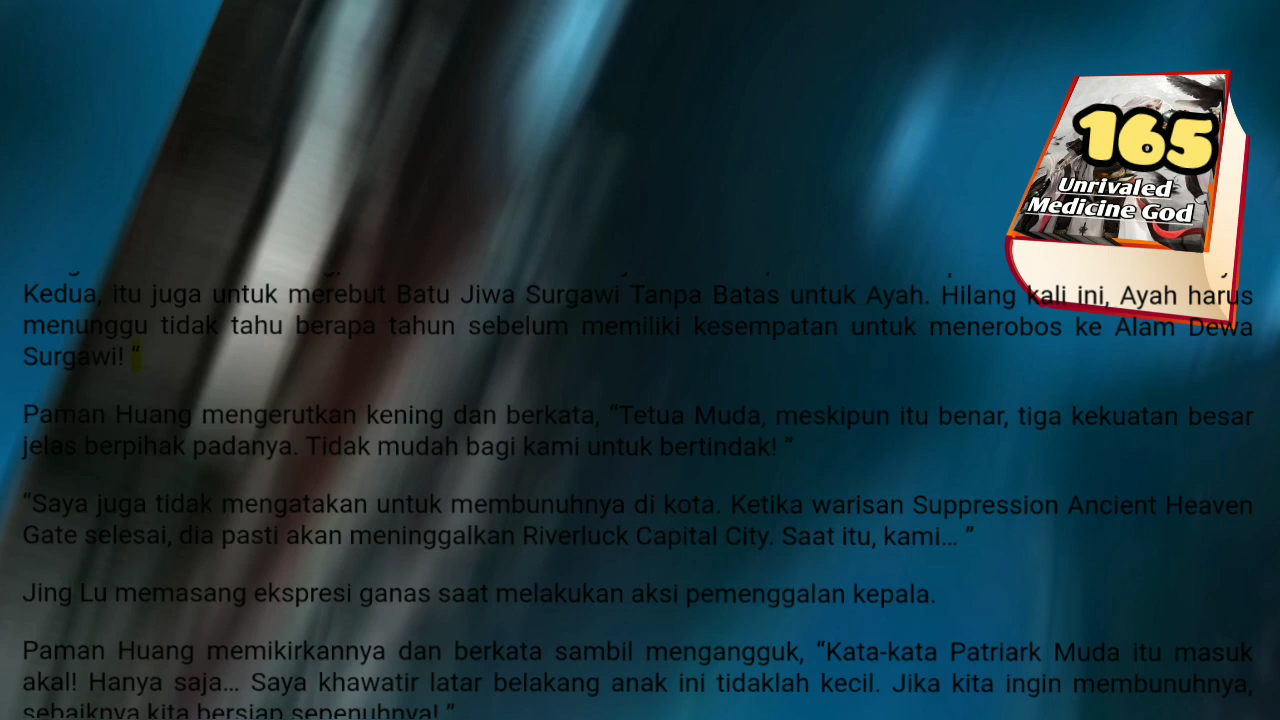 165
Unrivaled
Medicine God
Kedua, itu juga untuk merebut Batu Jiwa Surgawi Tanpa Batas untuk Ayah. Hilang kali ini, Ayah harus
menunggu tidak tahu berapa tahun sebelum memiliki kesempatan untuk menerobos ke Alam Dewa
Surgawi! “
Paman Huang mengerutkan kening dan berkata, “Tetua Muda, meskipun itu benar, tiga kekuatan besar
jelas berpihak padanya. Tidak mudah bagi kami untuk bertindak! ”
“Saya juga tidak mengatakan untuk membunuhnya di kota. Ketika warisan Suppression Ancient Heaven
Gate selesai, dia pasti akan meninggalkan Riverluck Capital City. Saat itu, kami… ”
Jing Lu memasang ekspresi ganas saat melakukan aksi pemenggalan kepala.
Paman Huang memikirkannya dan berkata sambil mengangguk, “Kata-kata Patriark Muda itu masuk
akal! Hanya saja… Saya khawatir latar belakang anak ini tidaklah kecil. Jika kita ingin membunuhnya,
sebaiknya kita bersiap sepenuhnya! ”